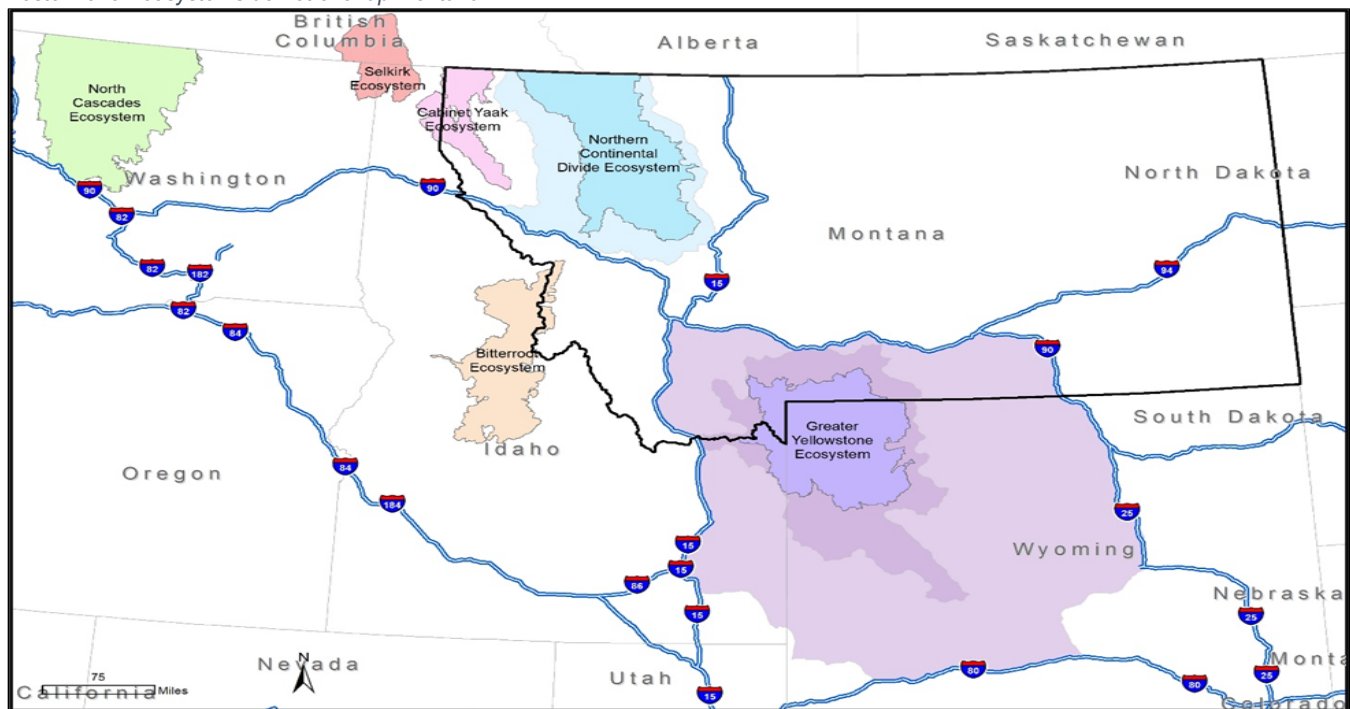 British
Columbia
Alberta
Saskatchewan
Selkirk
Ecosystem
North
Cascades
Ecosystem
Cabinet Yaak
Ecosystem
Northern
Continental
Divide Ecosystem
Washington
90
82
90
82
182
82
84
North Dakota
Montana
94
15
90
Bitterroot
Ecosystem
Idaho
Greater
Yellowstone
Ecosystem
South Dakota
Oregon
84
184
25
15
Wyoming
86
15
15
Nebraska
25
Nevada
N
Utah
80
80
Monta
25
75
Miles
California
15
Colorado